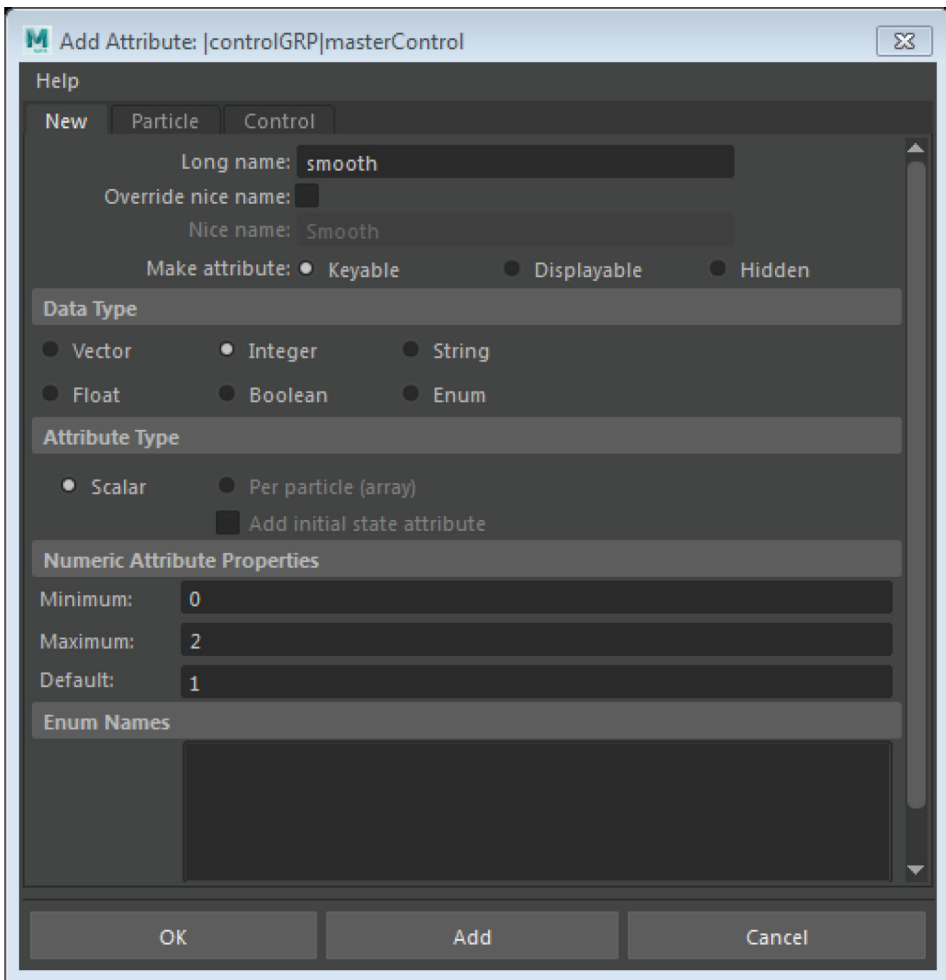 Add Attribute: |controlGRP|masterControl
Help
New Particle Control
Long name: smooth
Override nice name:
Nice name: Smooth
Make attribute: Keyable Displayable Hidden
Data Type
Vector Integer String
Float Boolean Enum
Attribute Type
Scalar Per particle (array)
Add initial state attribute
Numeric Attribute Properties
Minimum: 0
Maximum: 2
Default: 1
Enum Names
OK Add Cancel